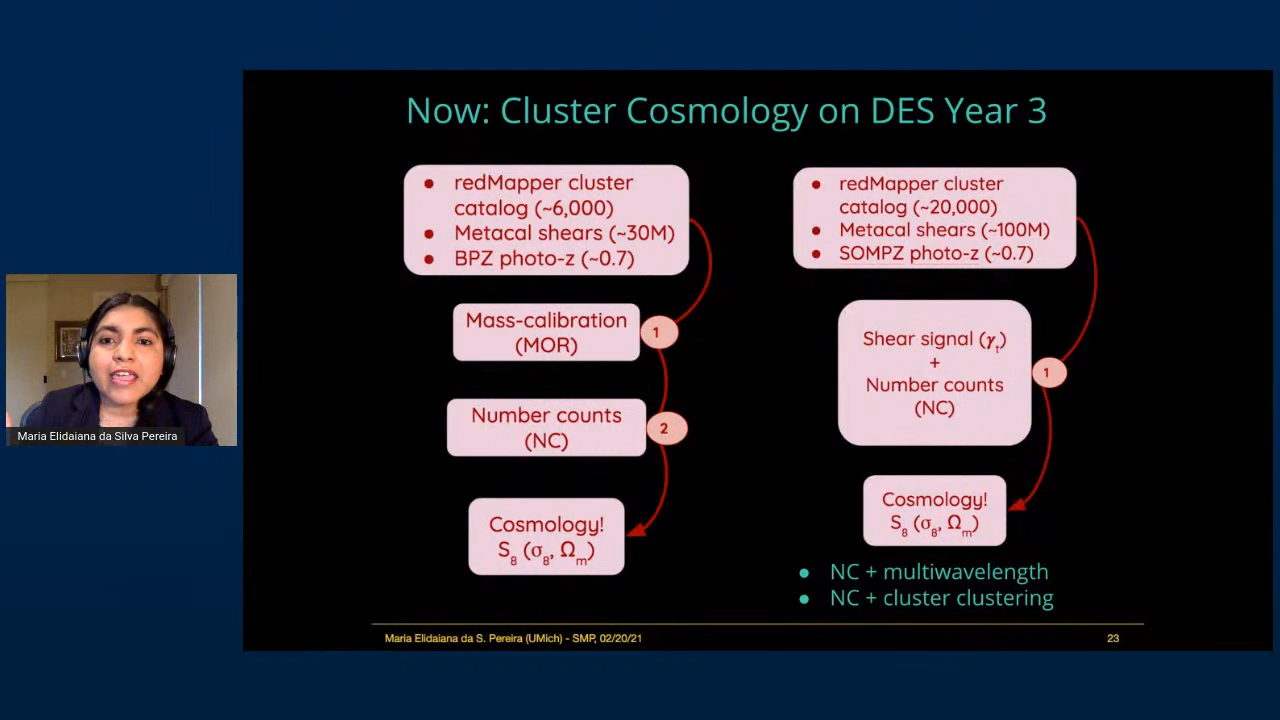 Now: Cluster Cosmology on DES Year 3
● redMapper cluster
catalog (~6,000)
● Metacal shears (~30M)
● BPZ photo-z (~0.7)
Mass-calibration
(MOR)
1
Number counts
(NC)
2
Cosmology!
S₈ (σ₈, Ωₘ)
● redMapper cluster
catalog (~20,000)
● Metacal shears (~100M)
● SOMPZ photo-z (~0.7)
Shear signal (γₜ)
+
Number counts
(NC)
1
Cosmology!
S₈ (σ₈, Ωₘ)
● NC + multiwavelength
● NC + cluster clustering
Maria Elidaiana da S. Pereira (UMich) - SMP, 02/20/21
23
Maria Elidaiana da Silva Pereira